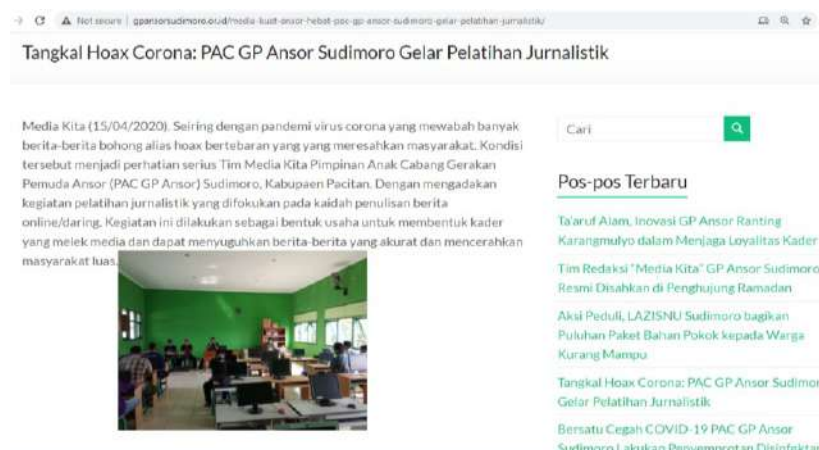 Not secure | gpansorsudimoro.or.id/media-kuat-ansor-hebat-pac-gp-ansor-sudimoro-gelar-pelatihan-jurnalistik/
Tangkal Hoax Corona: PAC GP Ansor Sudimoro Gelar Pelatihan Jurnalistik
Media Kita (15/04/2020). Seiring dengan pandemi virus corona yang mewabah banyak
berita-berita bohong alias hoax bertebaran yang yang meresahkan masyarakat. Kondisi
tersebut menjadi perhatian serius Tim Media Kita Pimpinan Anak Cabang Gerakan
Pemuda Ansor (PAC GP Ansor) Sudimoro, Kabupaen Pacitan. Dengan mengadakan
kegiatan pelatihan jurnalistik yang difokukan pada kaidah penulisan berita
online/daring. Kegiatan ini dilakukan sebagai bentuk usaha untuk membentuk kader
yang melek media dan dapat menyuguhkan berita-berita yang akurat dan mencerahkan
masyarakat luas.
Cari
Pos-pos Terbaru
Ta'aruf Alam, Inovasi GP Ansor Ranting
Karangmulyo dalam Menjaga Loyalitas Kader
Tim Redaksi "Media Kita" GP Ansor Sudimoro
Resmi Disahkan di Penghujung Ramadan
Aksi Peduli, LAZISNU Sudimoro bagikan
Puluhan Paket Bahan Pokok kepada Warga
Kurang Mampu
Tangkal Hoax Corona: PAC GP Ansor Sudimor
Gelar Pelatihan Jurnalistik
Bersatu Cegah COVID-19 PAC GP Ansor
Sudimoro Lakukan Penyemprotan Disinfektan